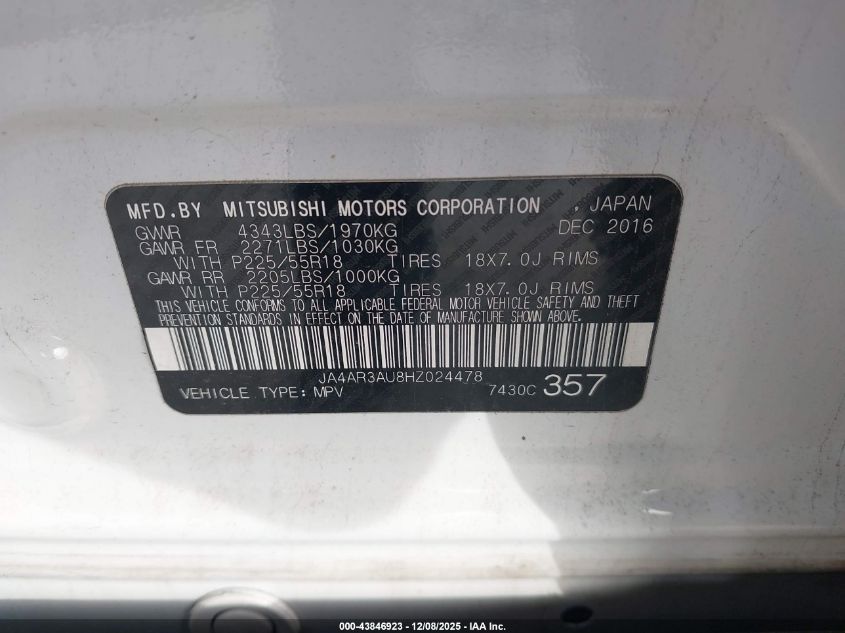 MFD.BY MITSUBISHI MOTORS CORPORATION , JAPAN
GVWR 4343LBS/1970KG DEC 2016
GAWR FR 2271LBS/1030KG
WITH P225/55R18 TIRES 18X7.0J RIMS
GAWR RR 2205LBS/1000KG
WITH P225/55R18 TIRES 18X7.0J RIMS
THIS VEHICLE CONFORMS TO ALL APPLICABLE FEDERAL MOTOR VEHICLE SAFETY AND THEFT
PREVENTION STANDARDS IN EFFECT ON THE DATE OF MANUFACTURE SHOWN ABOVE.
JA4AR3AU8HZ024478
VEHICLE TYPE: MPV 7430C 357
000-43846923 - 12/08/2025 - IAA Inc.